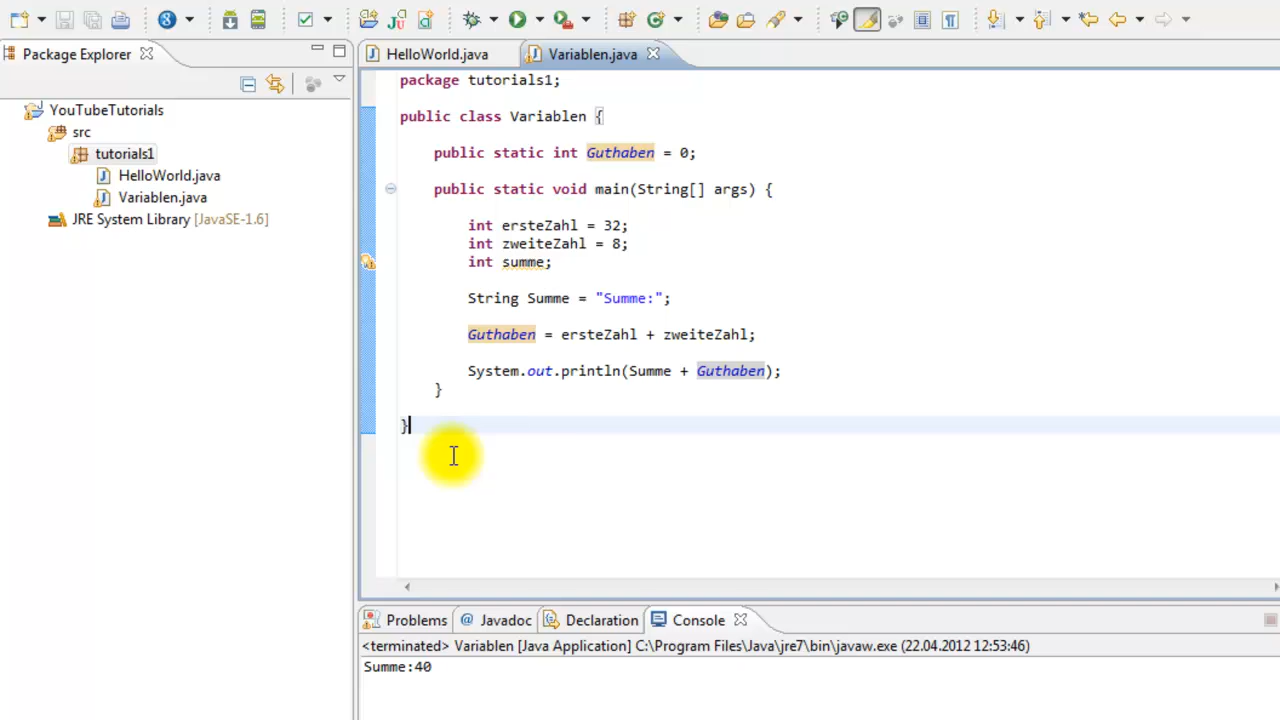 Package Explorer
YouTubeTutorials
src
tutorials1
HelloWorld.java
Variablen.java
JRE System Library [JavaSE-1.6]
HelloWorld.java
Variablen.java
package tutorials1;
public class Variablen {
public static int Guthaben = 0;
public static void main(String[] args) {
int ersteZahl = 32;
int zweiteZahl = 8;
int summe;
String Summe = "Summe:";
Guthaben = ersteZahl + zweiteZahl;
System.out.println(Summe + Guthaben);
}
}
Problems @ Javadoc Declaration Console
<terminated> Variablen [Java Application] C:\Program Files\Java\jre7\bin\javaw.exe (22.04.2012 12:53:46)
Summe:40